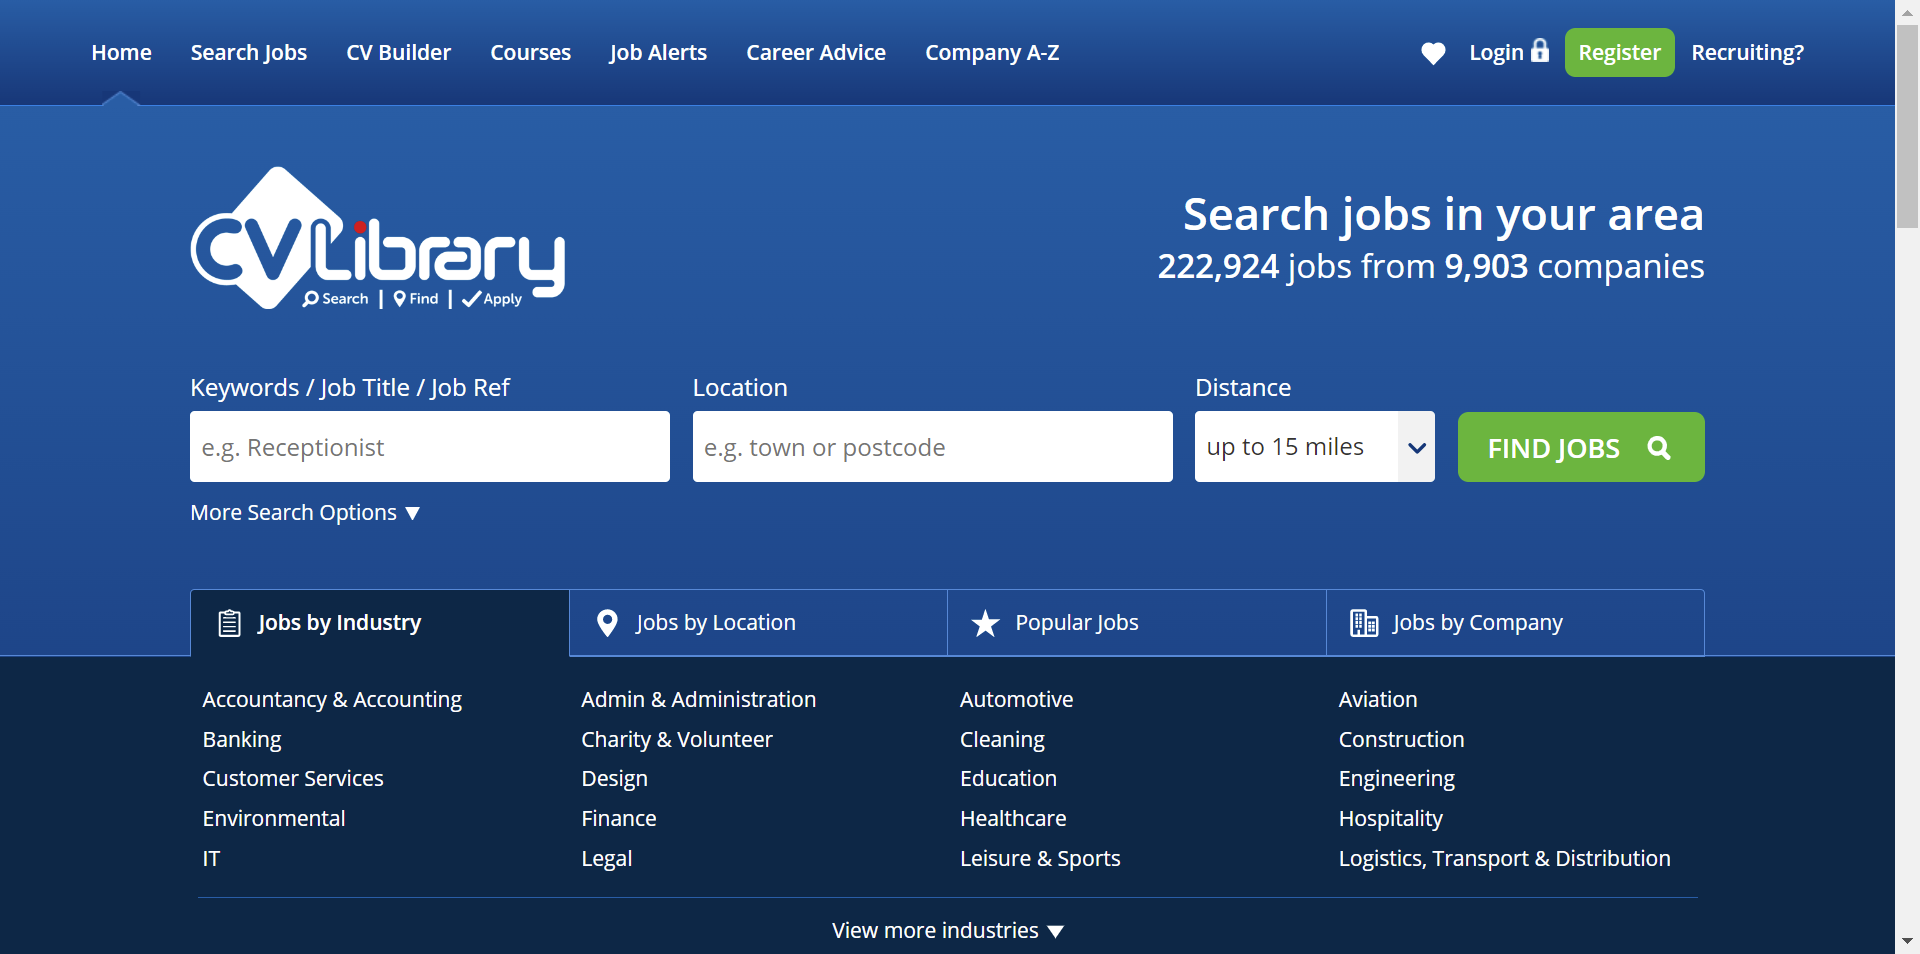 Home Search Jobs CV Builder Courses Job Alerts Career Advice Company A-Z Login Register Recruiting?
CVLibrary
Search | Find | Apply
Search jobs in your area
222,924 jobs from 9,903 companies
Keywords / Job Title / Job Ref Location Distance
e.g. Receptionist e.g. town or postcode up to 15 miles FIND JOBS
More Search Options ▼
Jobs by Industry Jobs by Location Popular Jobs Jobs by Company
Accountancy & Accounting Admin & Administration Automotive Aviation
Banking Charity & Volunteer Cleaning Construction
Customer Services Design Education Engineering
Environmental Finance Healthcare Hospitality
IT Legal Leisure & Sports Logistics, Transport & Distribution
View more industries ▼